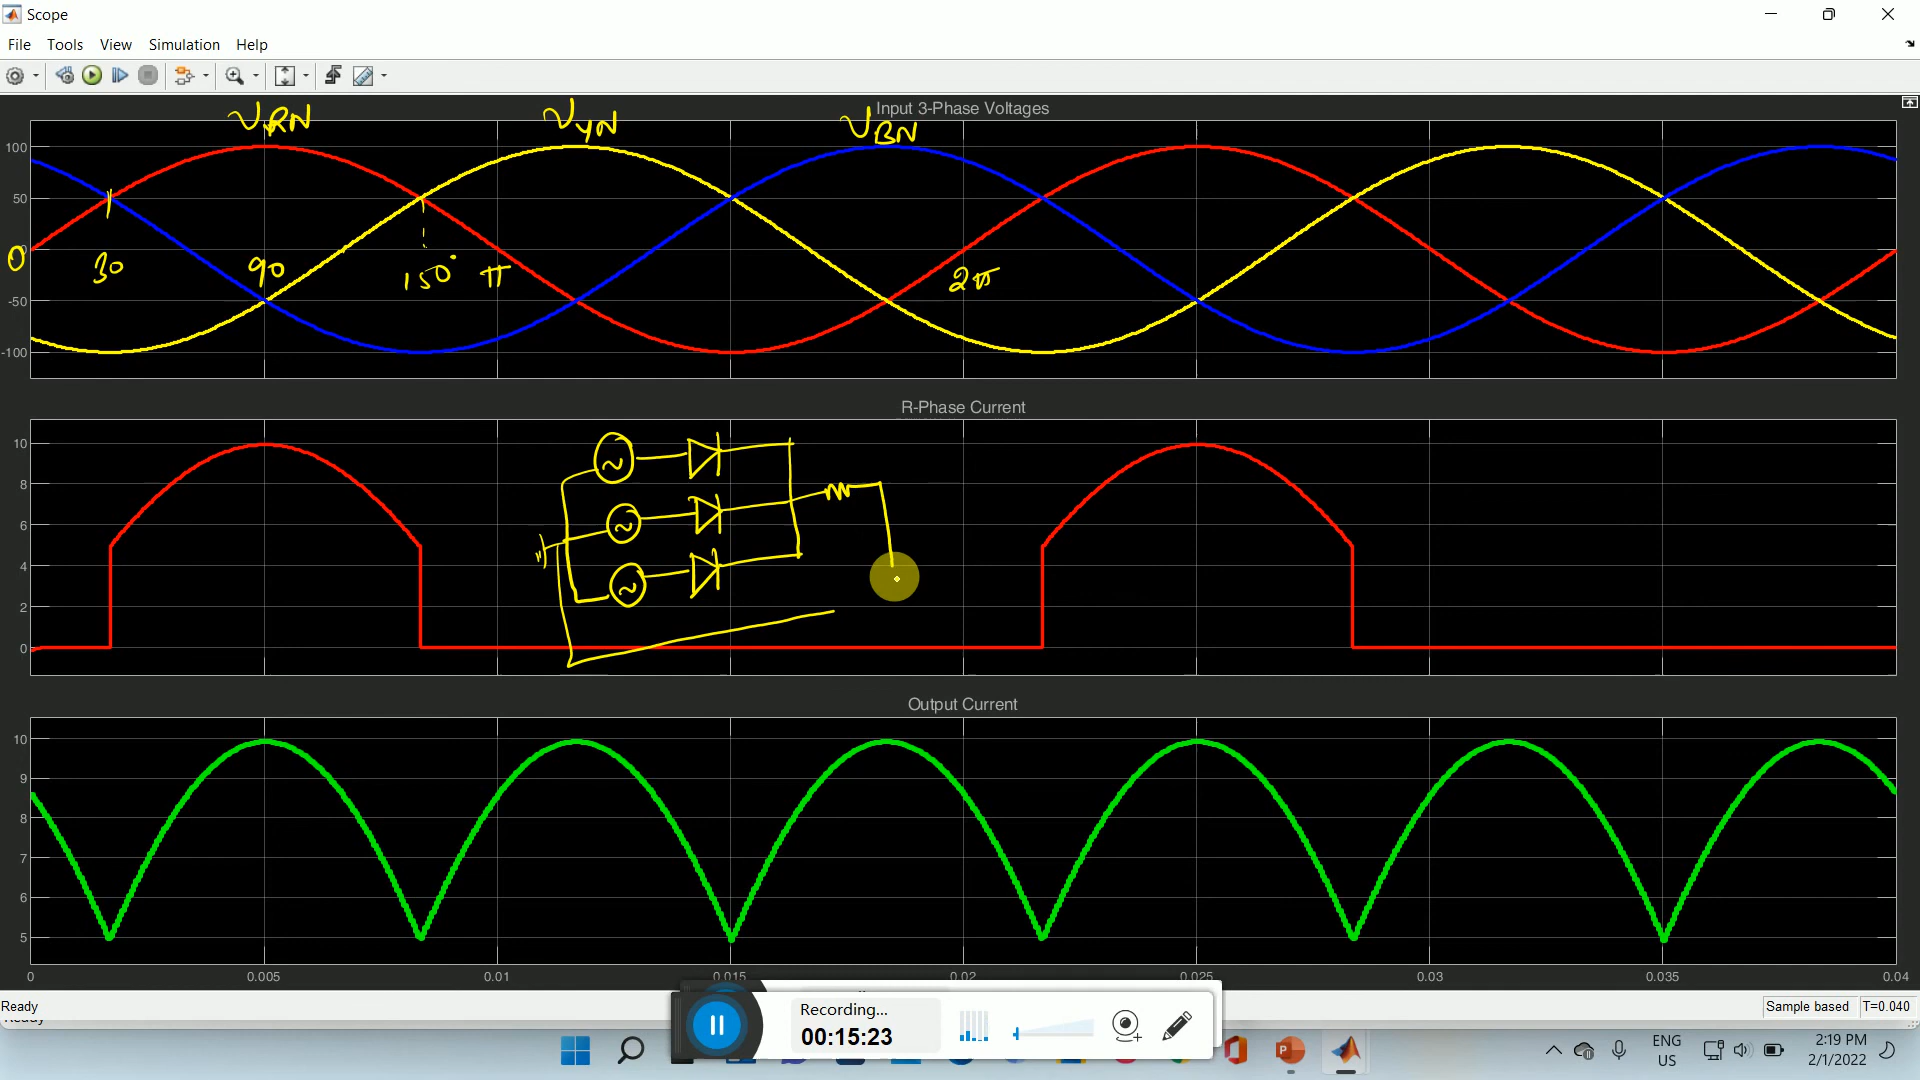 Scope
File Tools View Simulation Help
Input 3-Phase Voltages
VRN VYN VBN
100
50
0
-50
-100
0 30 90 150° π 2π
R-Phase Current
10
8
6
4
2
0
Output Current
10
9
8
7
6
5
0 0.005 0.01 0.015 0.02 0.025 0.03 0.035 0.04
Ready
Sample based T=0.040
Ready
Recording...
00:15:23
ENG
US
2:19 PM
2/1/2022